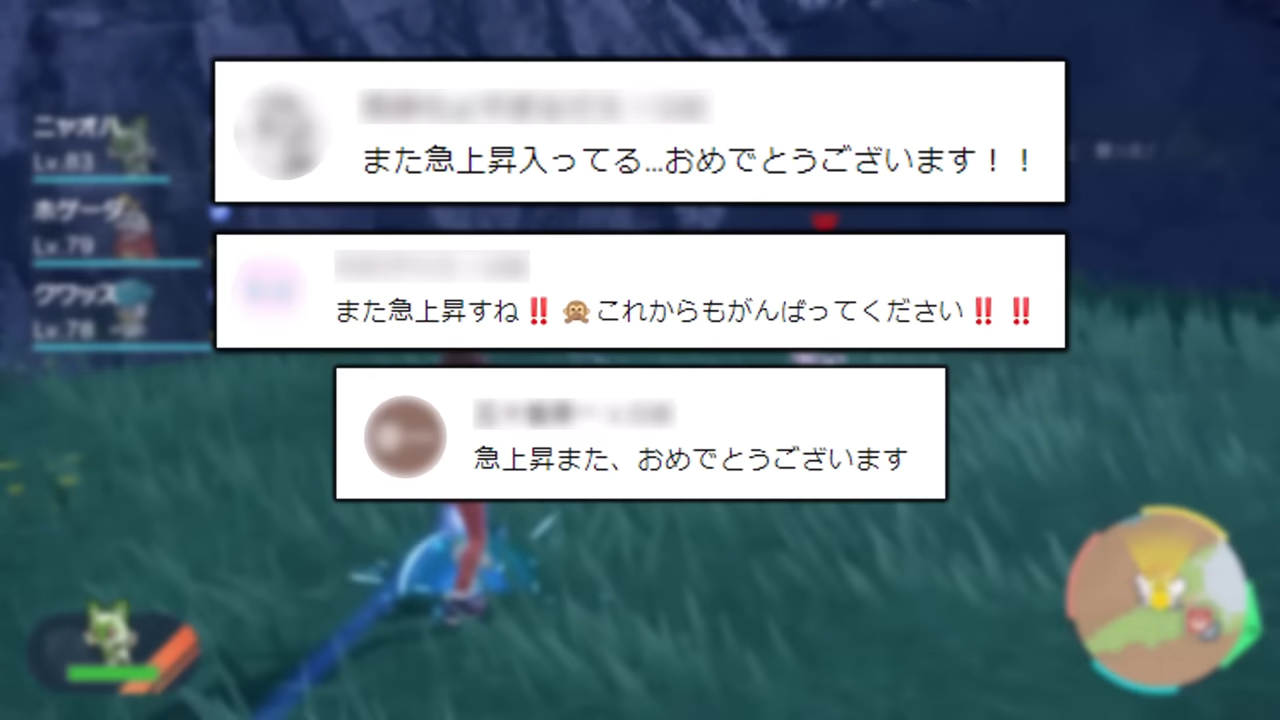 また急上昇入ってる...おめでとうございます！！
また急上昇すね‼️🙊これからもがんばってください‼️‼️
急上昇また、おめでとうございます
ニャオハ
Lv.83
ホゲータ
Lv.79
クワッス
Lv.78